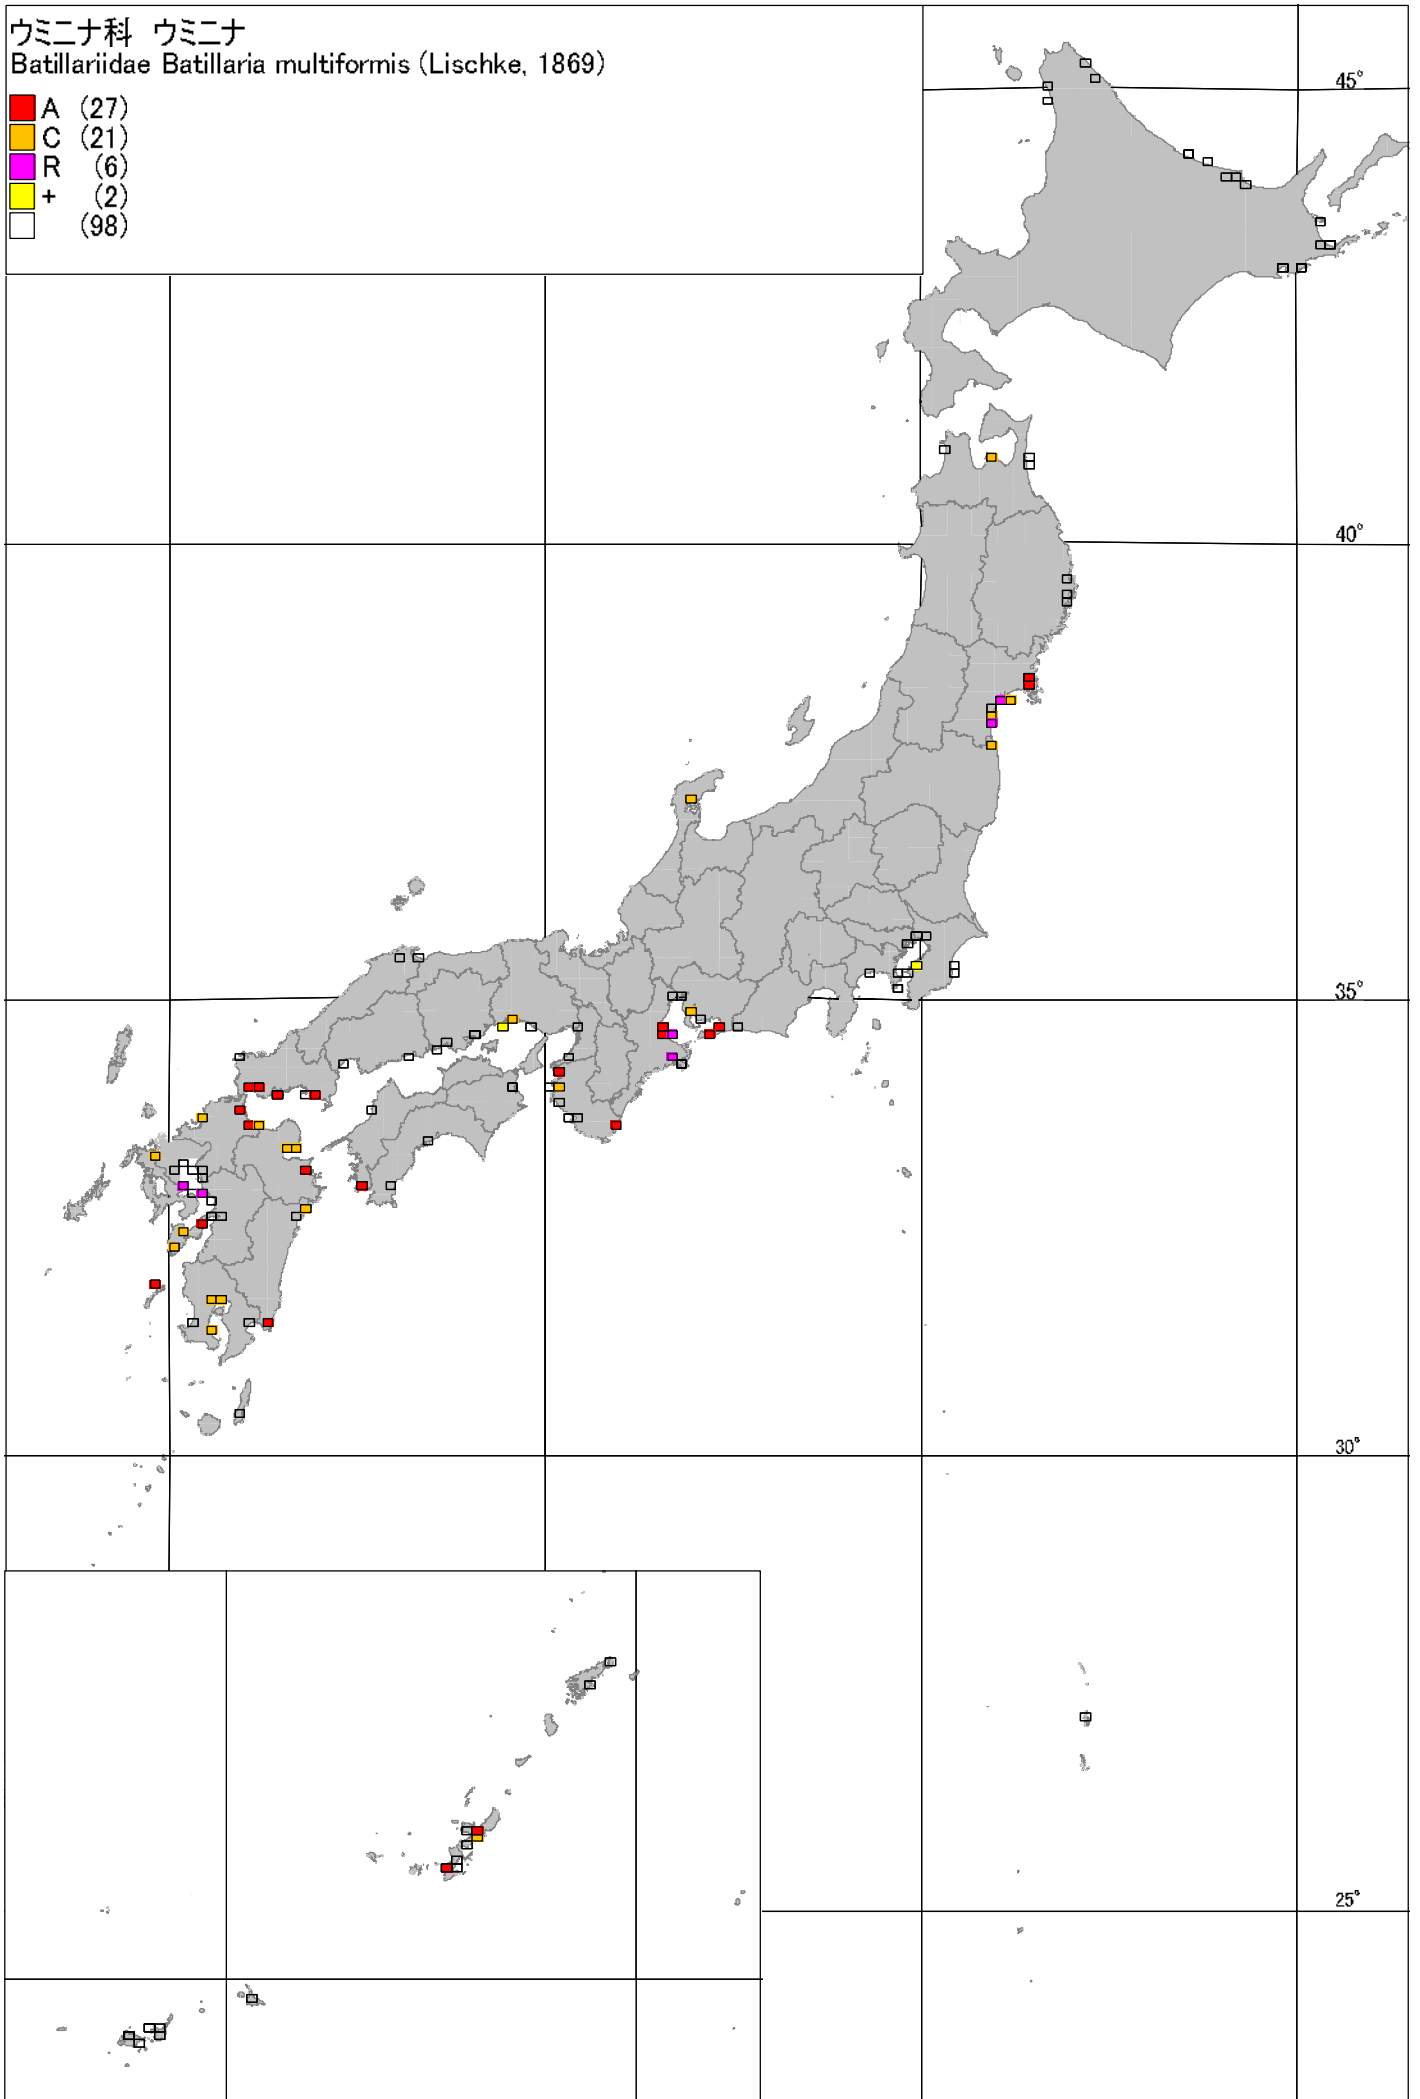 ウミニナ科 ウミニナ
Batillariidae Batillaria multiformis (Lischke, 1869)
A (27)
C (21)
R (6)
+ (2)
(98)
45°
40°
35°
30°
25°